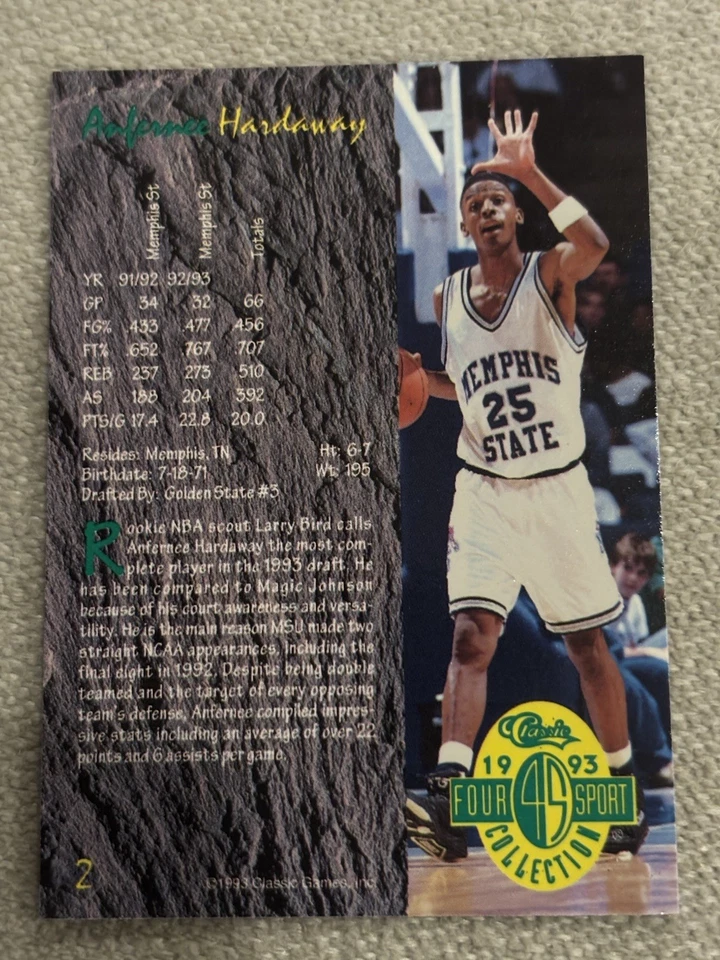 Anfernee Hardaway
Memphis St Memphis St Totals
YR 91/92 92/93
GP 34 32 66
FG% .433 .477 .456
FT% .652 .767 .707
REB 237 273 510
AS 188 204 392
PTS/G 17.4 22.8 20.0
Resides: Memphis, TN Ht: 6-7
Birthdate: 7-18-71 Wt: 195
Drafted By: Golden State #3
Rookie NBA scout Larry Bird calls
Anfernee Hardaway the most com-
plete player in the 1993 draft. He
has been compared to Magic Johnson
because of his court awareness and versa-
tility. He is the main reason MSU made two
straight NCAA appearances, including the
final eight in 1992. Despite being double
teamed and the target of every opposing
team's defense, Anfernee compiled impres-
sive stats including an average of over 22
points and 6 assists per game.
2
©1993 Classic Games, Inc.
MEMPHIS
25
STATE
Classic
1993
FOUR 4S SPORT
COLLECTION